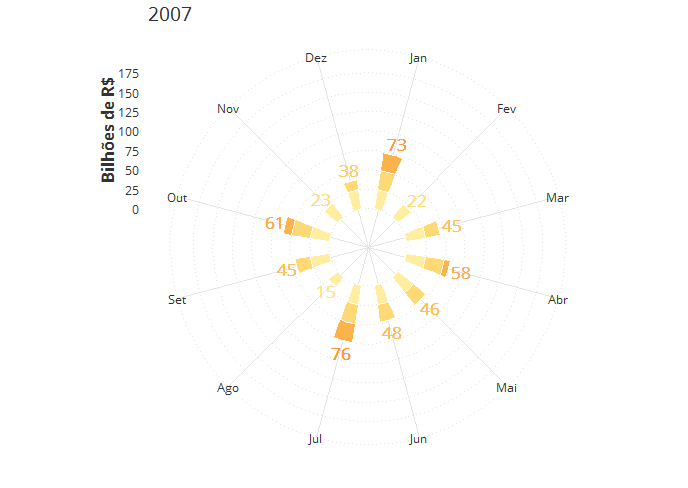 2007
Bilhões de R$
175
150
125
100
75
50
25
0
Dez
Jan
Nov
Fev
Out
Mar
Set
Abr
Ago
Mai
Jul
Jun
73
22
45
58
46
48
76
15
45
61
23
38